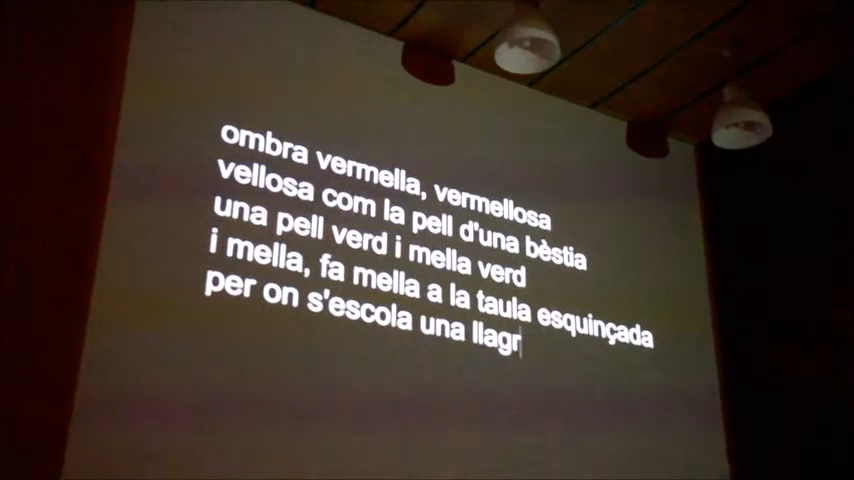 ombra vermella, vermellosa
vellosa com la pell d'una bèstia
una pell verd i mella verd
i mella, fa mella a la taula esquinçada
per on s'escola una llagr